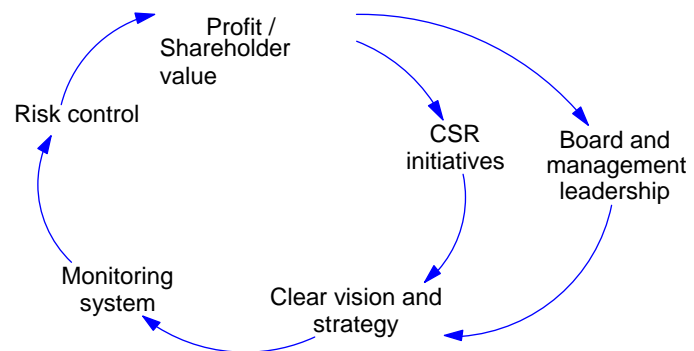 Profit /
Shareholder
value
Risk control
CSR
initiatives
Board and
management
leadership
Monitoring
system
Clear vision and
strategy